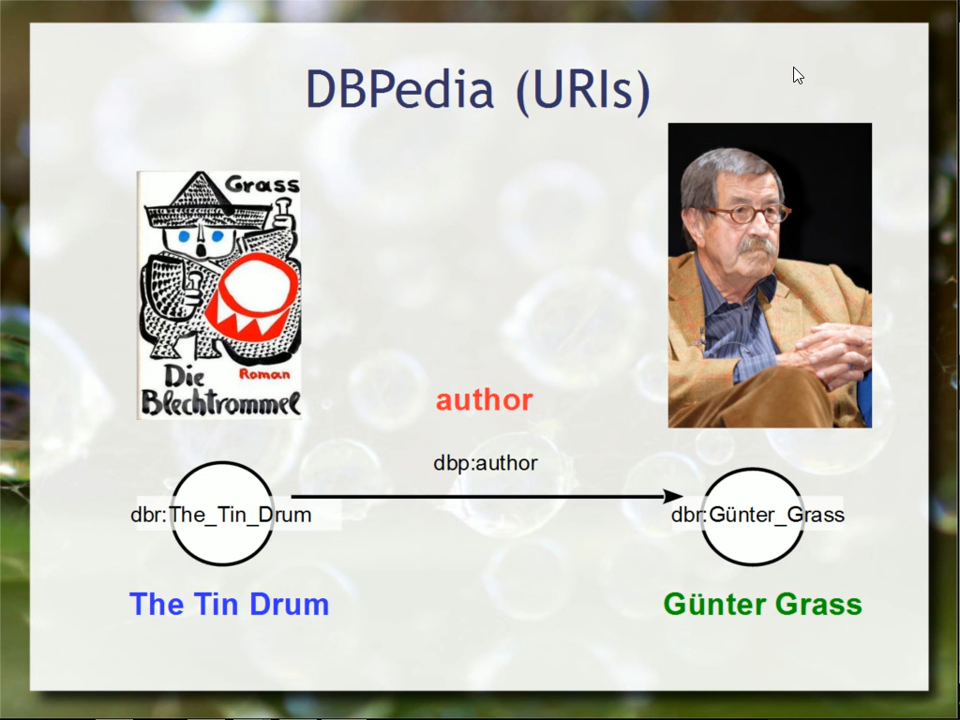 DBPedia (URIs)
Grass
Die
Roman
Blechtrommel
author
dbp:author
dbr:The_Tin_Drum
dbr:Günter_Grass
The Tin Drum
Günter Grass